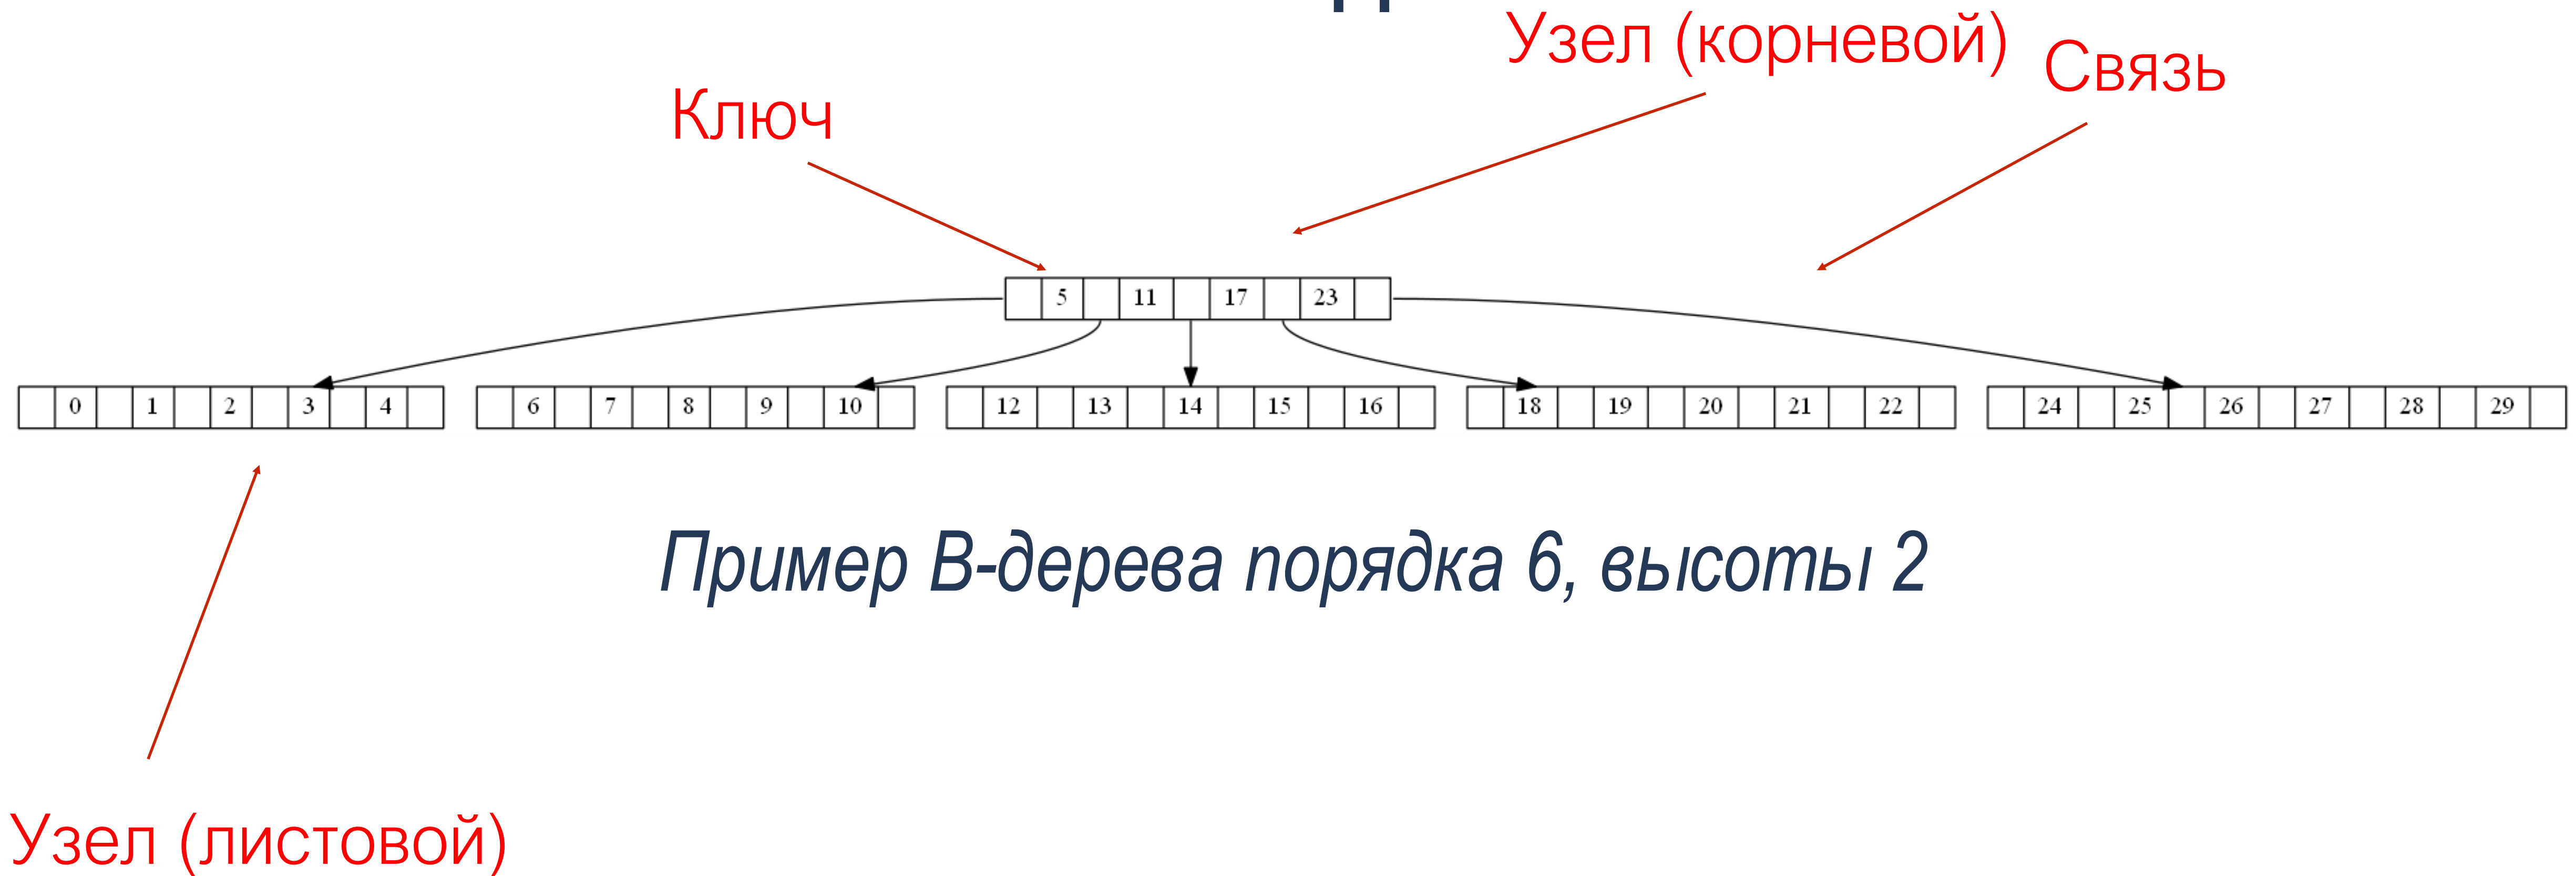 Узел (корневой)
Связь
Ключ
5 11 17 23
0 1 2 3 4 6 7 8 9 10 12 13 14 15 16 18 19 20 21 22 24 25 26 27 28 29
Пример В-дерева порядка 6, высоты 2
Узел (листовой)